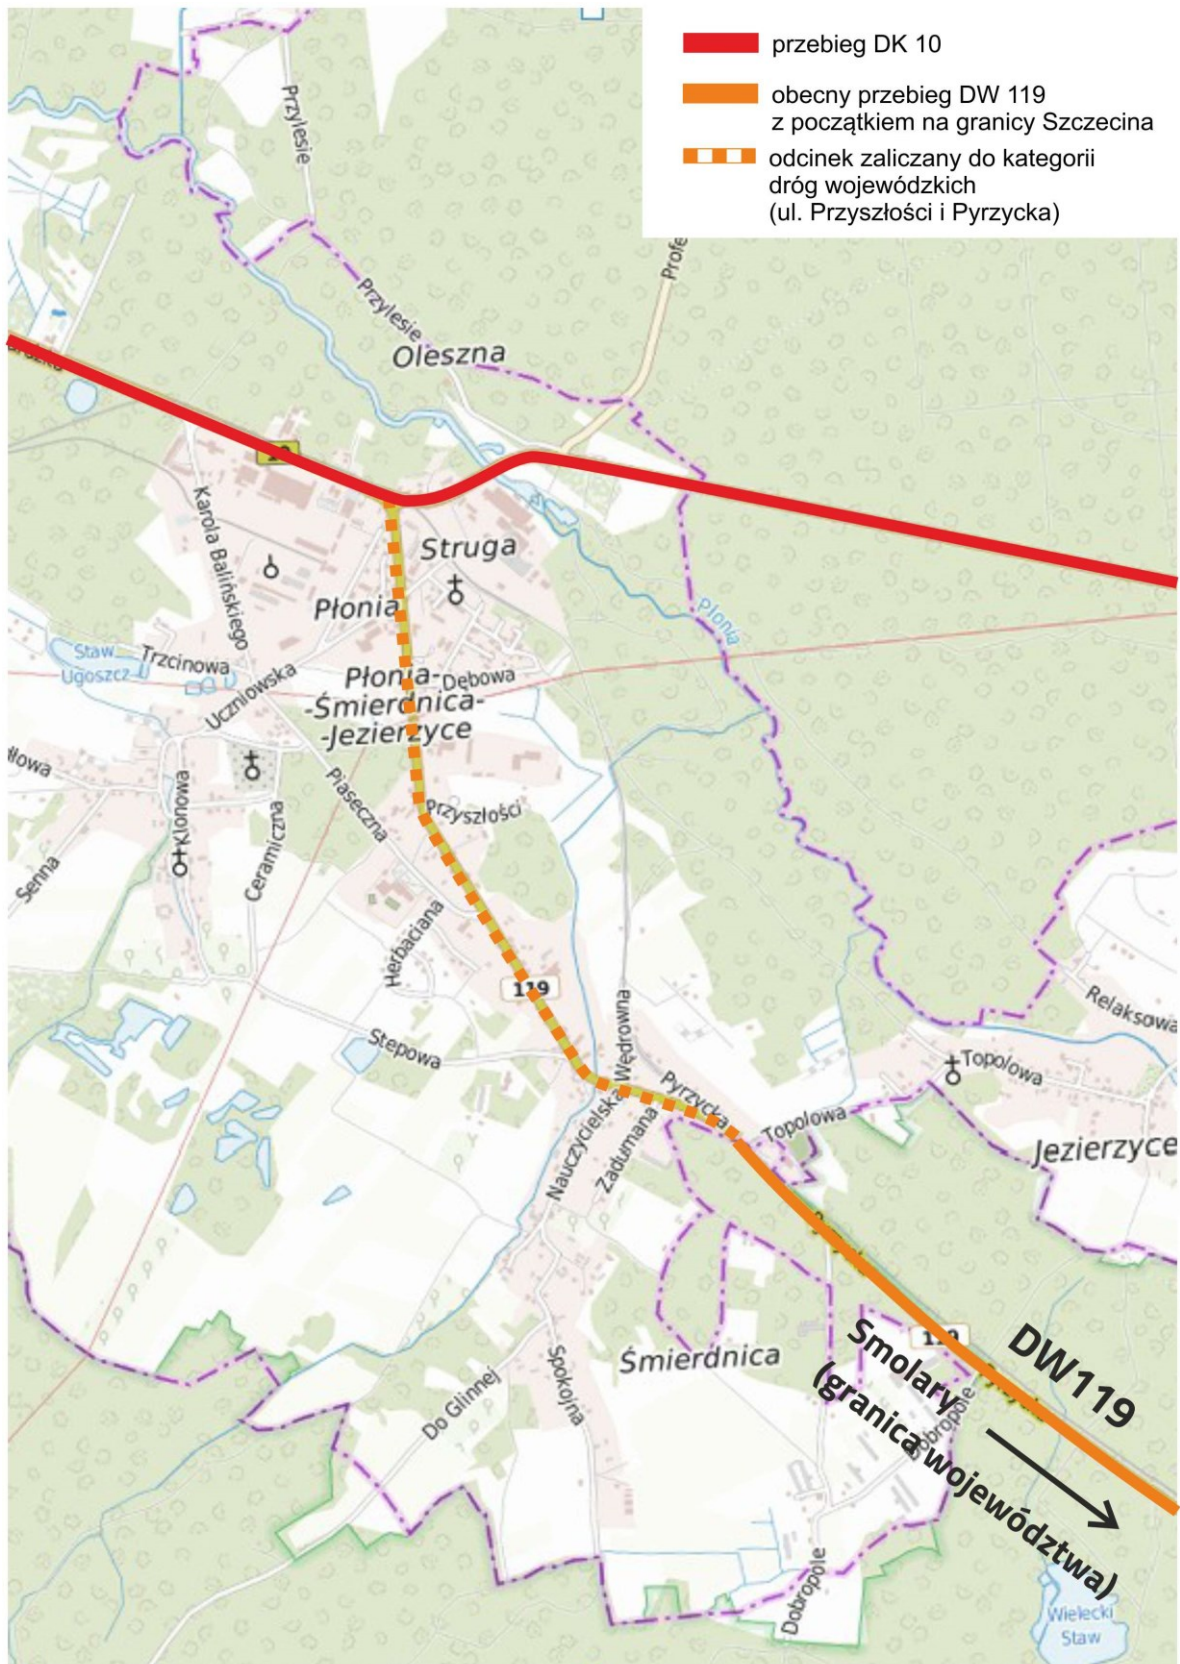 przebieg DK 10
obecny przebieg DW 119
z początkiem na granicy Szczecina
odcinek zaliczany do kategorii
dróg wojewódzkich
(ul. Przyszłości i Pyrzycka)
Przylesie
Przylesie
Oleszna
Karola Balińskiego
Struga
Płonia
Płonia
Staw
Ugoszcz
Trzcinowa
Uczniowska
Płonia-
-Śmierdnica-
-Jezierzyce
Dębowa
Piaseczna
Przyszłości
Klonowa
Senna
Ceramiczna
Herbaciana
119
Stepowa
Wędrowna
Relaksowa
Topolowa
Pyrzycka
Topolowa
Nauczycielska
Zadumana
Jezierzyce
Śmierdnica
Spokojna
Do Glinnej
119
DW119
Smolary
(granica województwa)
Dobropole
Dobropole
Wielecki
Staw